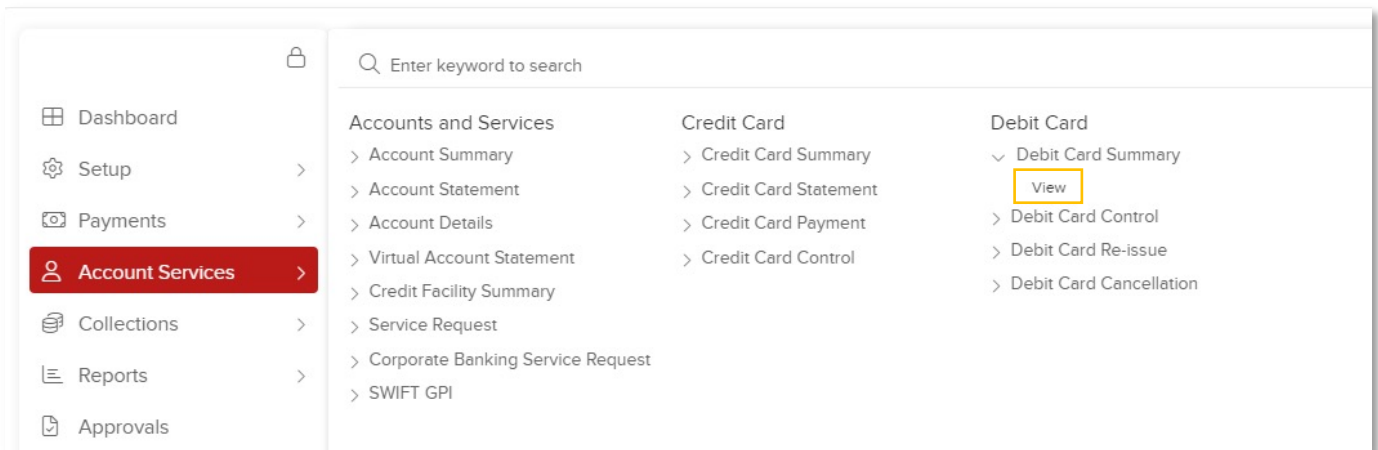 Enter keyword to search
Dashboard
Setup
Payments
Account Services
Collections
Reports
Approvals
Accounts and Services
Account Summary
Account Statement
Account Details
Virtual Account Statement
Credit Facility Summary
Service Request
Corporate Banking Service Request
SWIFT GPI
Credit Card
Credit Card Summary
Credit Card Statement
Credit Card Payment
Credit Card Control
Debit Card
Debit Card Summary
View
Debit Card Control
Debit Card Re-issue
Debit Card Cancellation